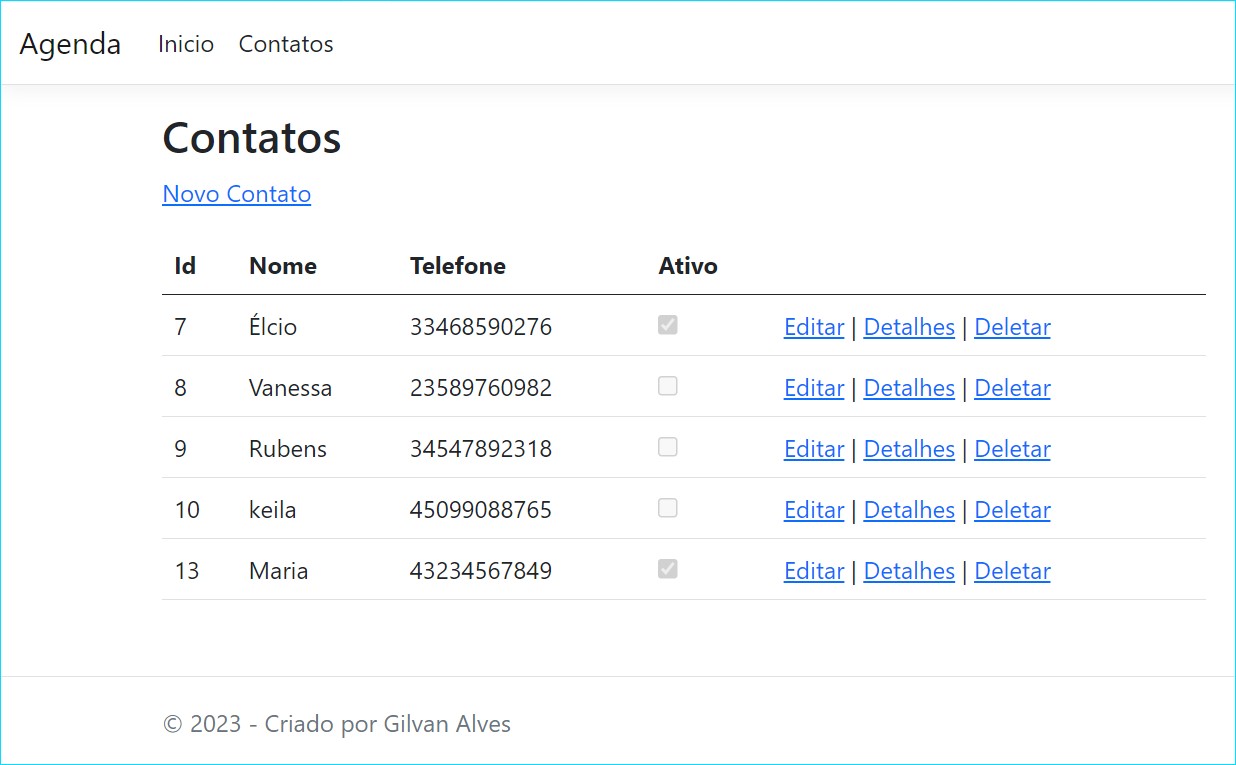 Agenda Inicio Contatos
Contatos
Novo Contato
Id Nome Telefone Ativo
7 Élcio 33468590276 Editar | Detalhes | Deletar
8 Vanessa 23589760982 Editar | Detalhes | Deletar
9 Rubens 34547892318 Editar | Detalhes | Deletar
10 keila 45099088765 Editar | Detalhes | Deletar
13 Maria 43234567849 Editar | Detalhes | Deletar
© 2023 - Criado por Gilvan Alves